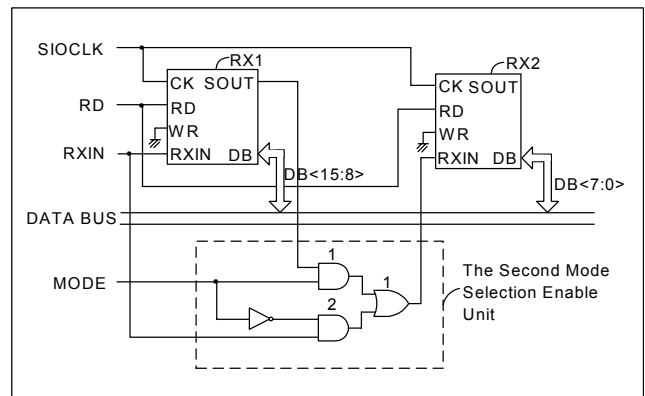 SIOCLK
RX1
RX2
CK SOUT
CK SOUT
RD
RD
RD
WR
WR
RXIN
RXIN DB
RXIN DB
DB<15:8>
DB<7:0>
DATA BUS
1
1
The Second Mode
Selection Enable
Unit
MODE
2